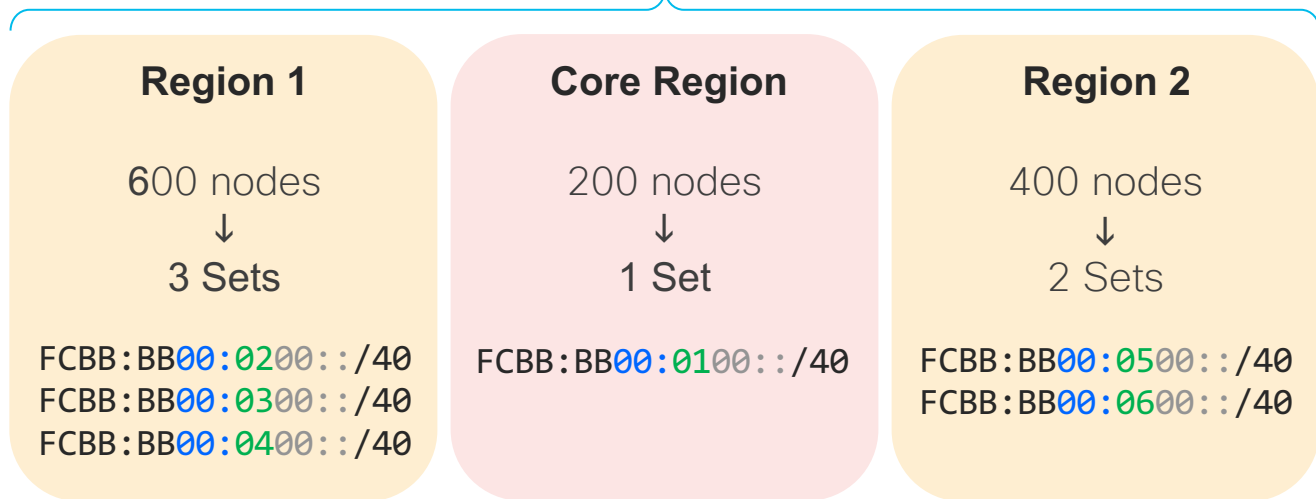 Region 1
600 nodes
↓
3 Sets
FCBB:BB00:0200::/40
FCBB:BB00:0300::/40
FCBB:BB00:0400::/40
Core Region
200 nodes
↓
1 Set
FCBB:BB00:0100::/40
Region 2
400 nodes
↓
2 Sets
FCBB:BB00:0500::/40
FCBB:BB00:0600::/40